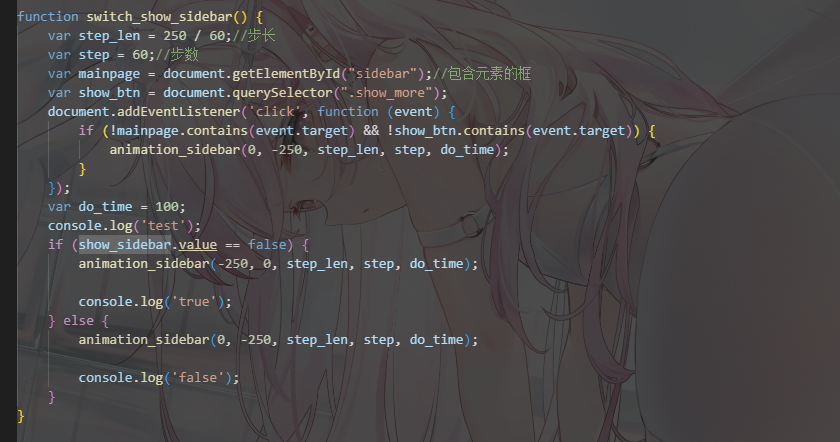 function switch_show_sidebar() {
    var step_len = 250 / 60;//步长
    var step = 60;//步数
    var mainpage = document.getElementById("sidebar");//包含元素的框
    var show_btn = document.querySelector(".show_more");
    document.addEventListener('click', function (event) {
        if (!mainpage.contains(event.target) && !show_btn.contains(event.target)) {
            animation_sidebar(0, -250, step_len, step, do_time);
        }
    });
    var do_time = 100;
    console.log('test');
    if (show_sidebar.value == false) {
        animation_sidebar(-250, 0, step_len, step, do_time);
        console.log('true');
    } else {
        animation_sidebar(0, -250, step_len, step, do_time);
        console.log('false');
    }
}